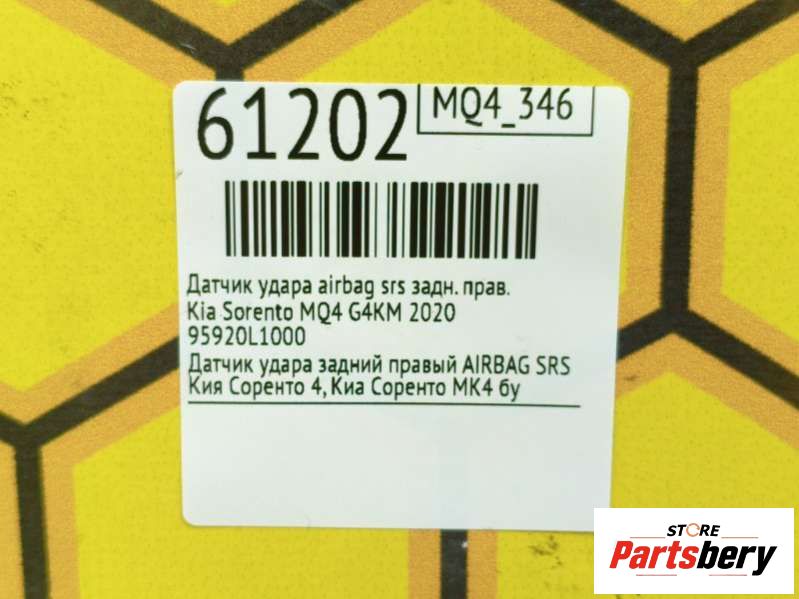 61202
MQ4_346
Датчик удара airbag srs задн. прав.
Kia Sorento MQ4 G4KM 2020
95920L1000
Датчик удара задний правый AIRBAG SRS
Кия Соренто 4, Киа Соренто МК4 бу
STORE
Partsbery